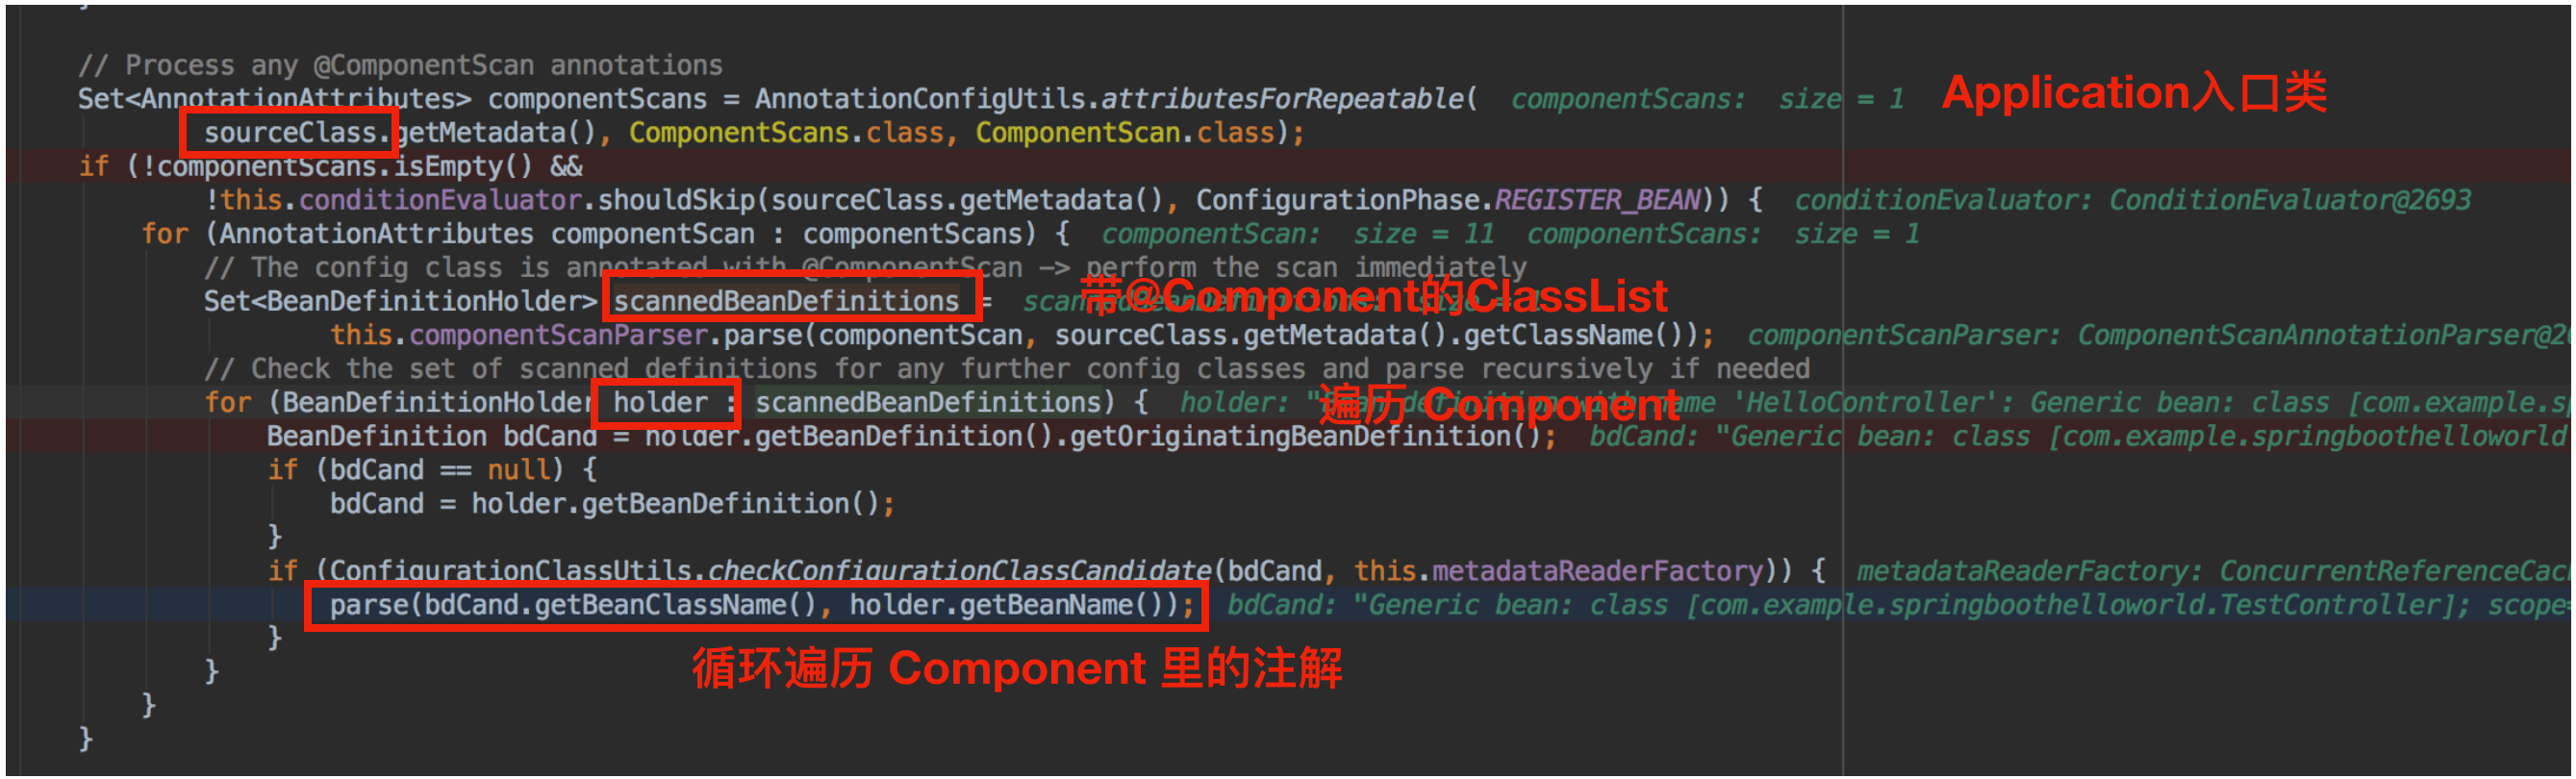 }
// Process any @ComponentScan annotations
Set<AnnotationAttributes> componentScans = AnnotationConfigUtils.attributesForRepeatable( componentScans: size = 1 Application入口类
sourceClass.getMetadata(), ComponentScans.class, ComponentScan.class);
if (!componentScans.isEmpty() &&
!this.conditionEvaluator.shouldSkip(sourceClass.getMetadata(), ConfigurationPhase.REGISTER_BEAN)) { conditionEvaluator: ConditionEvaluator@2693
for (AnnotationAttributes componentScan : componentScans) { componentScan: size = 11 componentScans: size = 1
// The config class is annotated with @ComponentScan -> perform the scan immediately
Set<BeanDefinitionHolder> scannedBeanDefinitions = 带@Component的ClassList
this.componentScanParser.parse(componentScan, sourceClass.getMetadata().getClassName()); componentScanParser: ComponentScanAnnotationParser@2
// Check the set of scanned definitions for any further config classes and parse recursively if needed
for (BeanDefinitionHolder holder : scannedBeanDefinitions) { holder: 遍历 Component name 'HelloController': Generic bean: class [com.example.sp
BeanDefinition bdCand = holder.getBeanDefinition().getOriginatingBeanDefinition(); bdCand: "Generic bean: class [com.example.springboothelloworld
if (bdCand == null) {
bdCand = holder.getBeanDefinition();
}
if (ConfigurationClassUtils.checkConfigurationClassCandidate(bdCand, this.metadataReaderFactory)) { metadataReaderFactory: ConcurrentReferenceCac
parse(bdCand.getBeanClassName(), holder.getBeanName()); bdCand: "Generic bean: class [com.example.springboothelloworld.TestController]; scope=
}
循环遍历 Component 里的注解
}
}
}